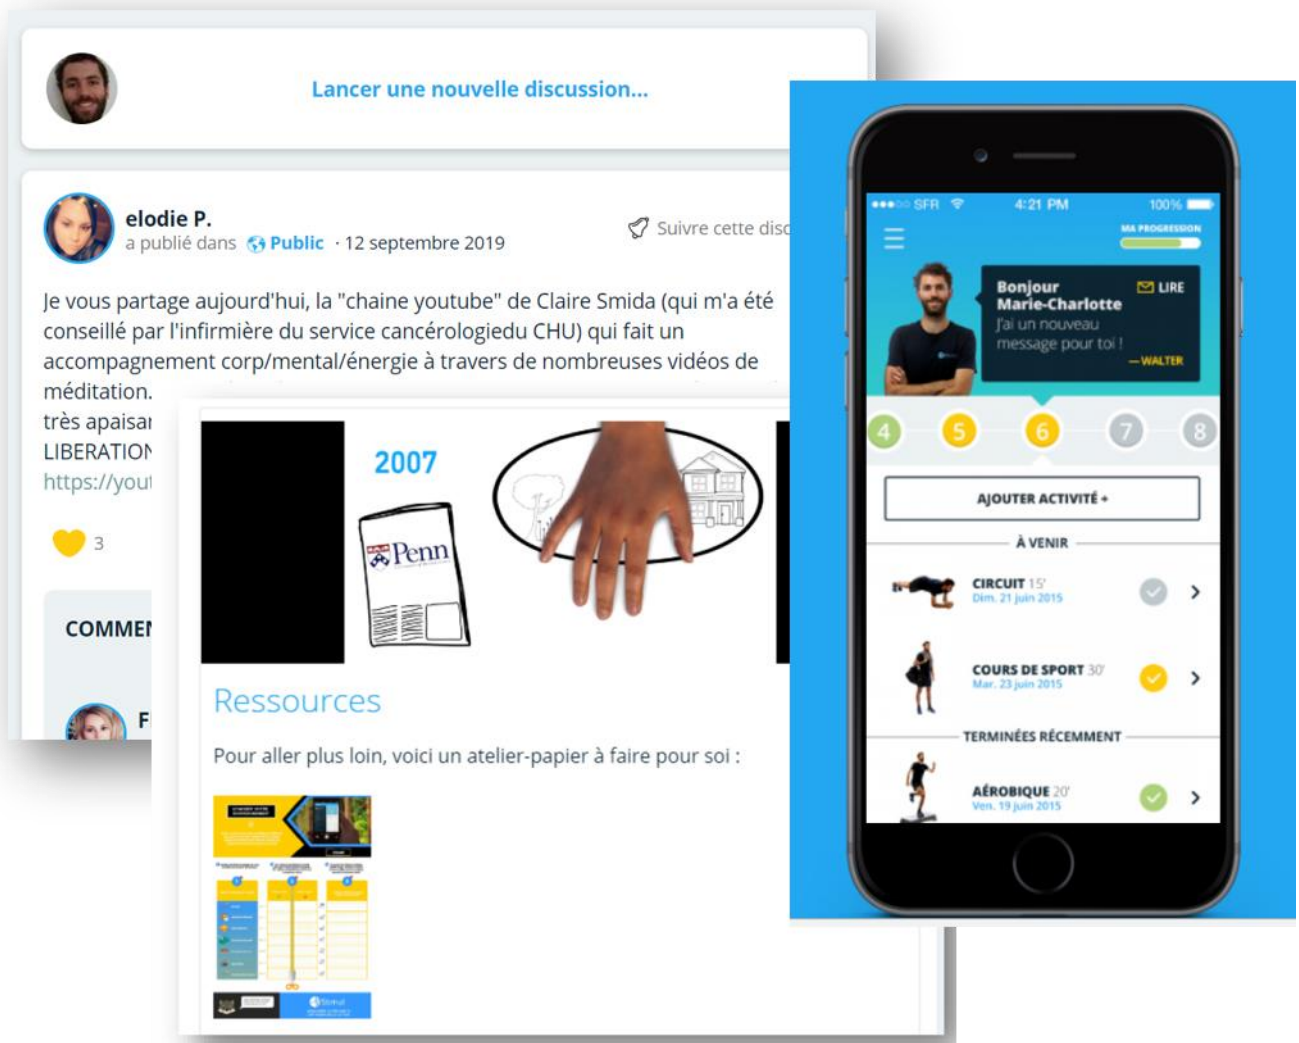 Lancer une nouvelle discussion...
elodie P.
a publié dans Public · 12 septembre 2019
Suivre cette disc
Je vous partage aujourd'hui, la "chaine youtube" de Claire Smida (qui m'a été
conseillé par l'infirmière du service cancérologiedu CHU) qui fait un
accompagnement corp/mental/énergie à travers de nombreuses vidéos de
méditation.
très apaisar
LIBERATION
https://yout
3
COMMEN
F
2007
Penn
Ressources
Pour aller plus loin, voici un atelier-papier à faire pour soi :
SFR 4:21 PM 100%
MA PROGRESSION
Bonjour
Marie-Charlotte
LIRE
J'ai un nouveau
message pour toi !
— WALTER
4 5 6 7 8
AJOUTER ACTIVITÉ +
À VENIR
CIRCUIT 15'
Dim. 21 juin 2015
COURS DE SPORT 30'
Mar. 23 juin 2015
TERMINÉES RÉCEMMENT
AÉROBIQUE 20'
Ven. 19 juin 2015